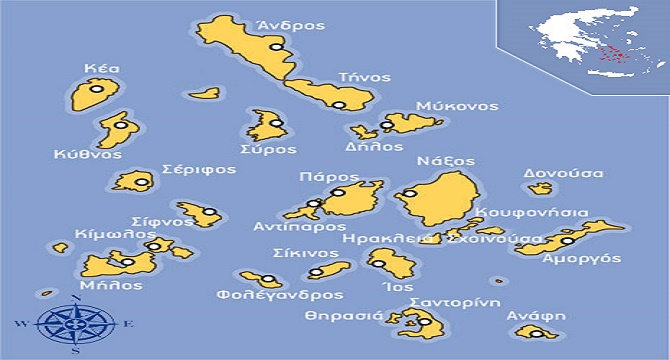 Άνδρος
Τήνος
Κέα
Μύκονος
Κύθνος
Σύρος
Δήλος
Νάξος
Σέριφος
Πάρος
Δονούσα
Σίφνος
Αντίπαρος
Κουφονήσια
Κίμωλος
Ηρακλειά
Σχοινούσα
Σίκινος
Αμοργός
Μήλος
Φολέγανδρος
Ίος
Σαντορίνη
Θηρασιά
Ανάφη
N
W
E
S